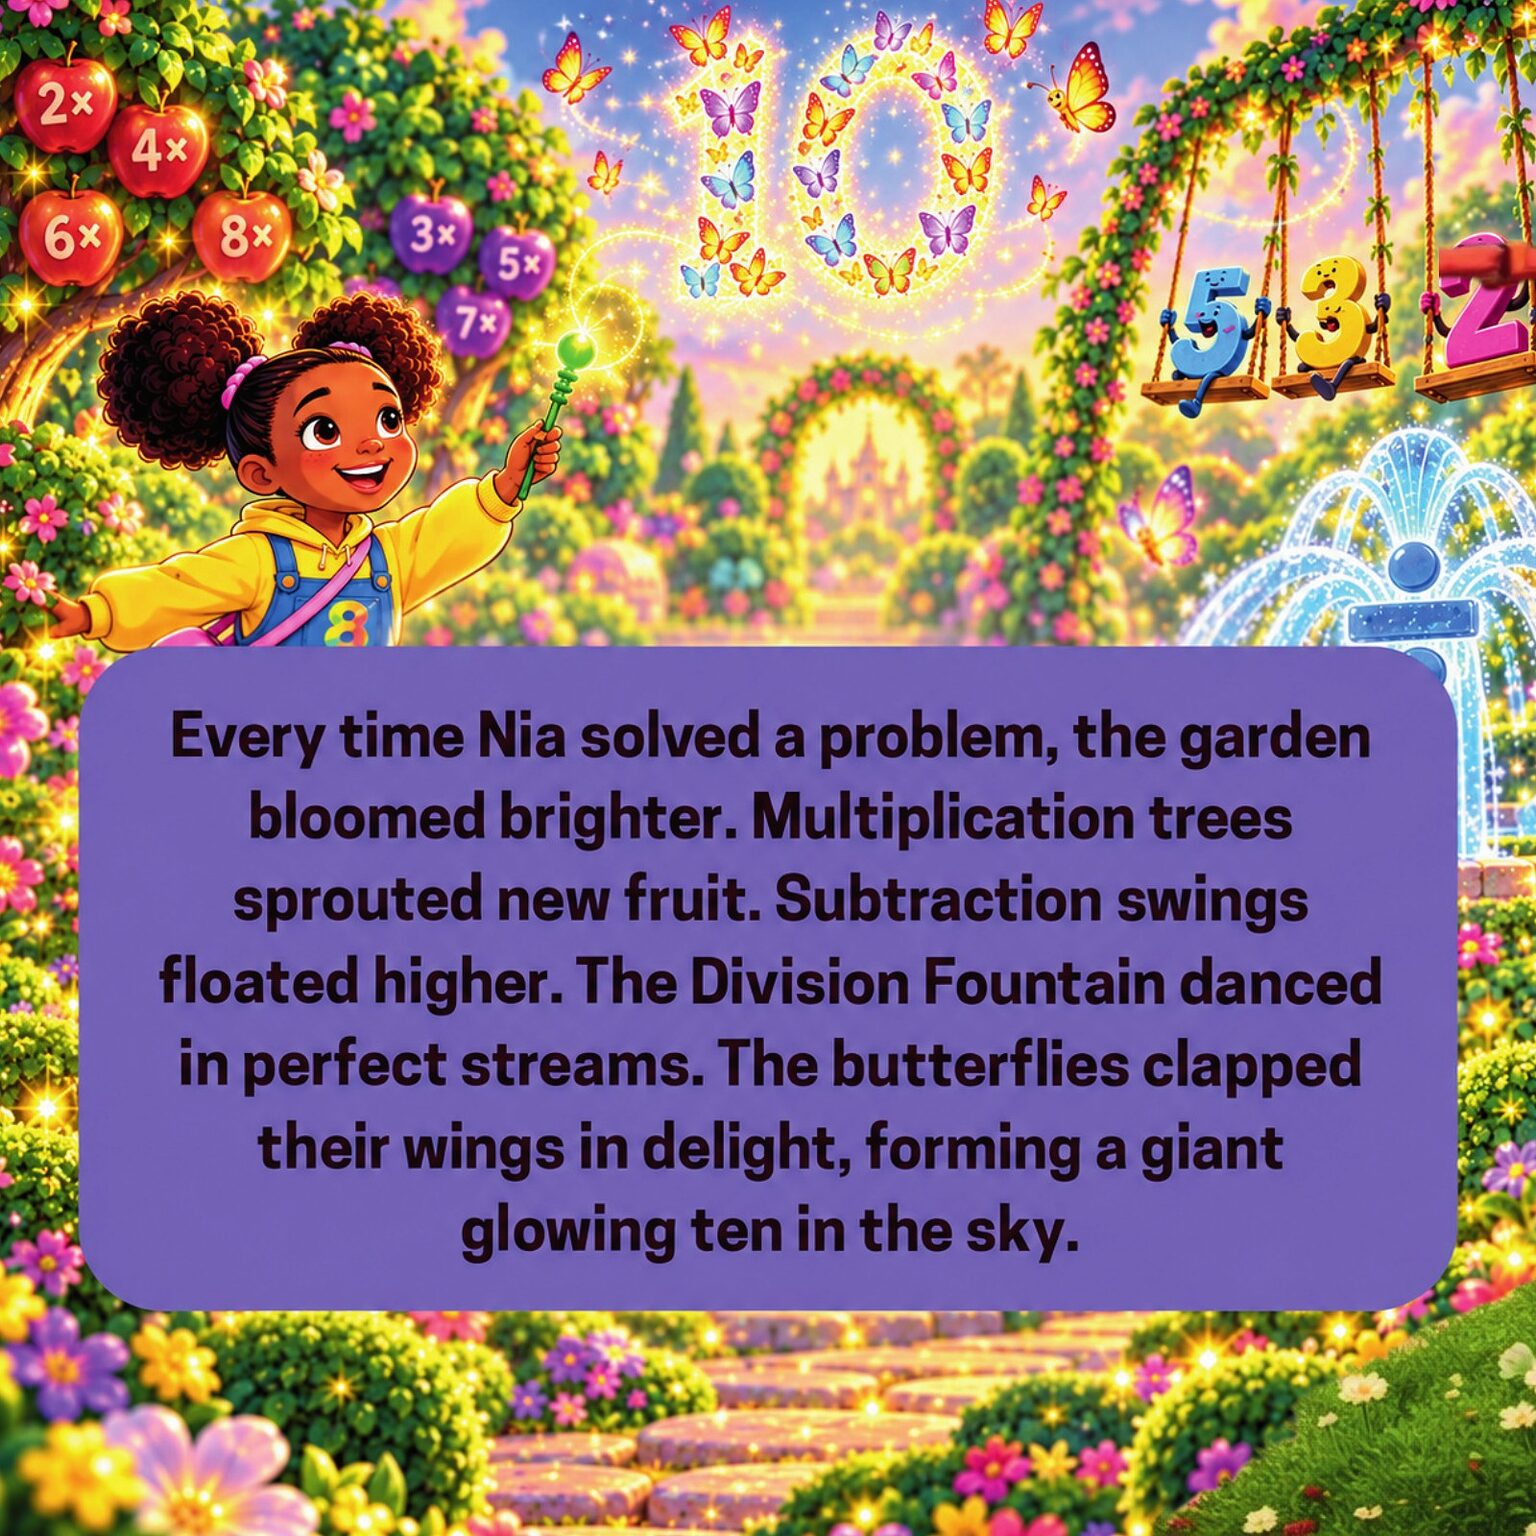 2×
4×
6×
8×
3×
5×
7×
10
5
3
2
8
Every time Nia solved a problem, the garden
bloomed brighter. Multiplication trees
sprouted new fruit. Subtraction swings
floated higher. The Division Fountain danced
in perfect streams. The butterflies clapped
their wings in delight, forming a giant
glowing ten in the sky.